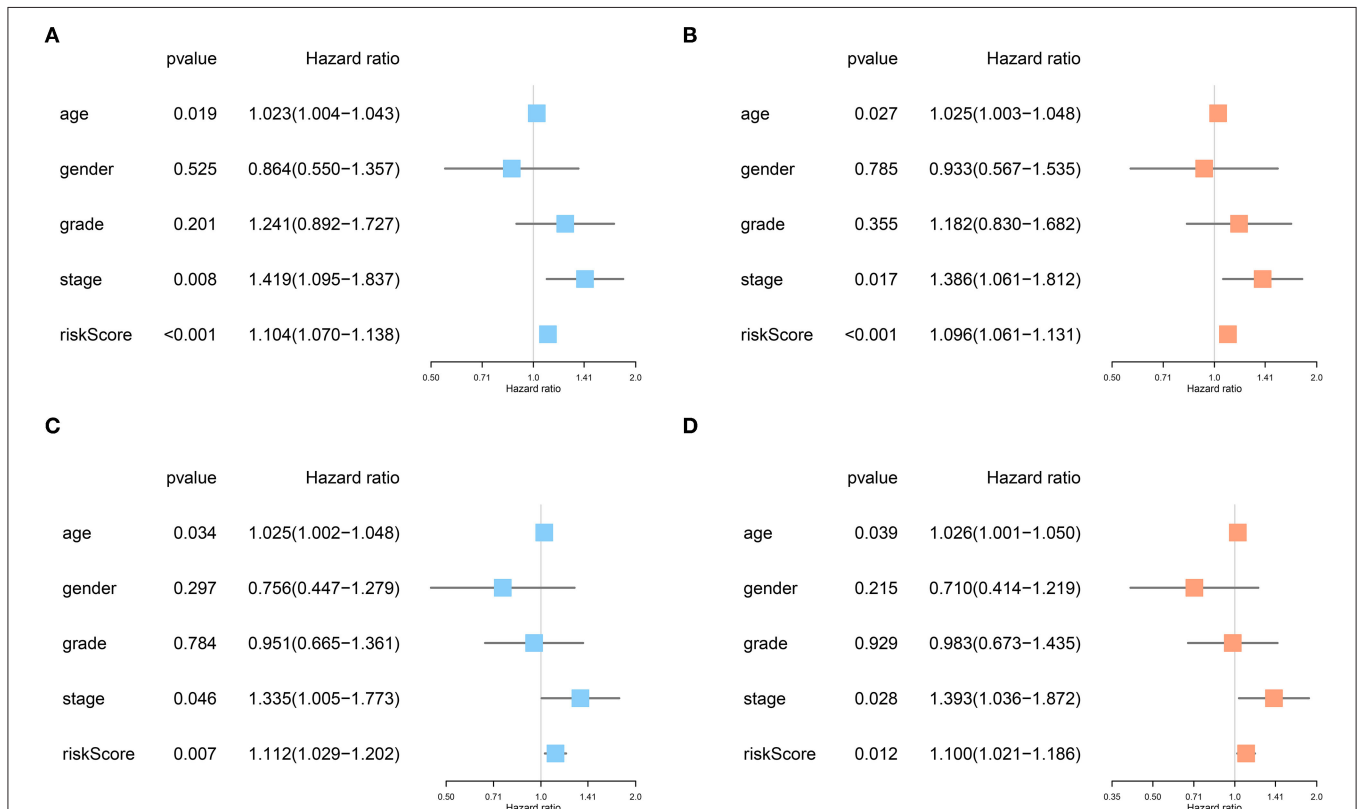 A
pvalue Hazard ratio
age 0.019 1.023(1.004−1.043)
gender 0.525 0.864(0.550−1.357)
grade 0.201 1.241(0.892−1.727)
stage 0.008 1.419(1.095−1.837)
riskScore <0.001 1.104(1.070−1.138)
0.50 0.71 1.0 1.41 2.0
Hazard ratio
B
pvalue Hazard ratio
age 0.027 1.025(1.003−1.048)
gender 0.785 0.933(0.567−1.535)
grade 0.355 1.182(0.830−1.682)
stage 0.017 1.386(1.061−1.812)
riskScore <0.001 1.096(1.061−1.131)
0.50 0.71 1.0 1.41 2.0
Hazard ratio
C
pvalue Hazard ratio
age 0.034 1.025(1.002−1.048)
gender 0.297 0.756(0.447−1.279)
grade 0.784 0.951(0.665−1.361)
stage 0.046 1.335(1.005−1.773)
riskScore 0.007 1.112(1.029−1.202)
0.50 0.71 1.0 1.41 2.0
Hazard ratio
D
pvalue Hazard ratio
age 0.039 1.026(1.001−1.050)
gender 0.215 0.710(0.414−1.219)
grade 0.929 0.983(0.673−1.435)
stage 0.028 1.393(1.036−1.872)
riskScore 0.012 1.100(1.021−1.186)
0.35 0.50 0.71 1.0 1.41 2.0
Hazard ratio